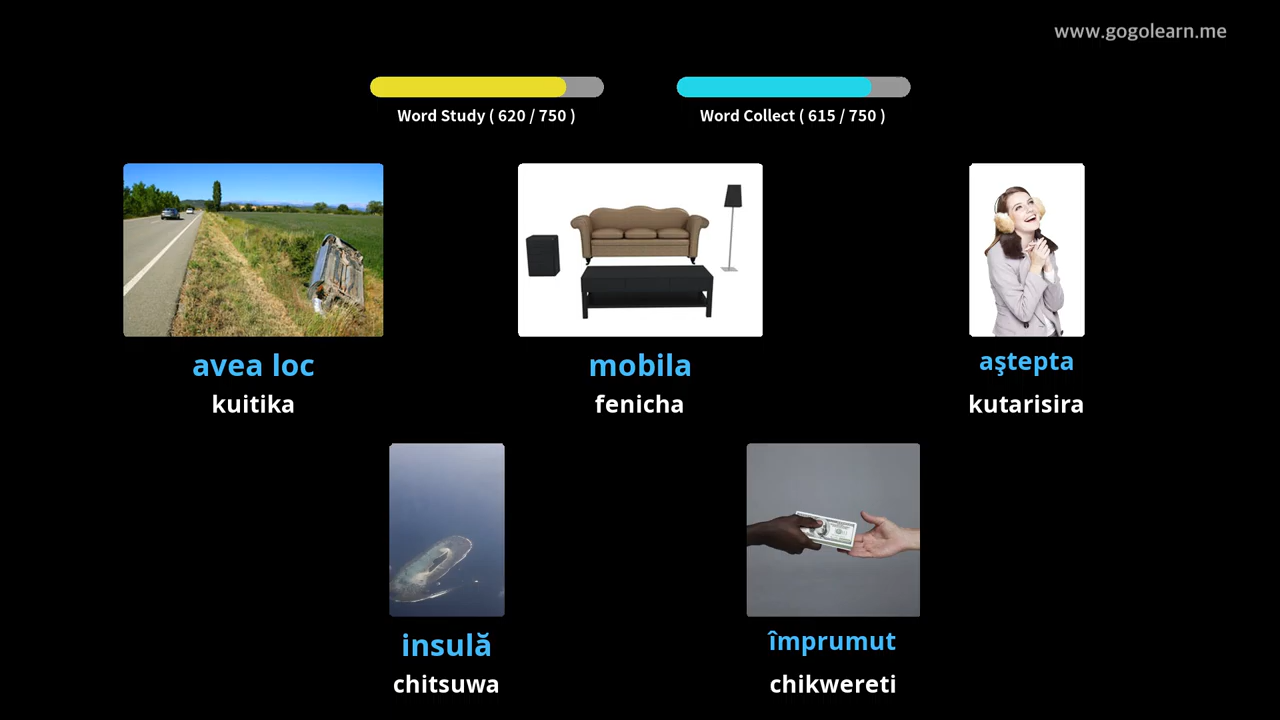 www.gogolearn.me
Word Study ( 620 / 750 )
Word Collect ( 615 / 750 )
avea loc
kuitika
mobila
fenicha
aştepta
kutarisira
insulă
chitsuwa
împrumut
chikwereti